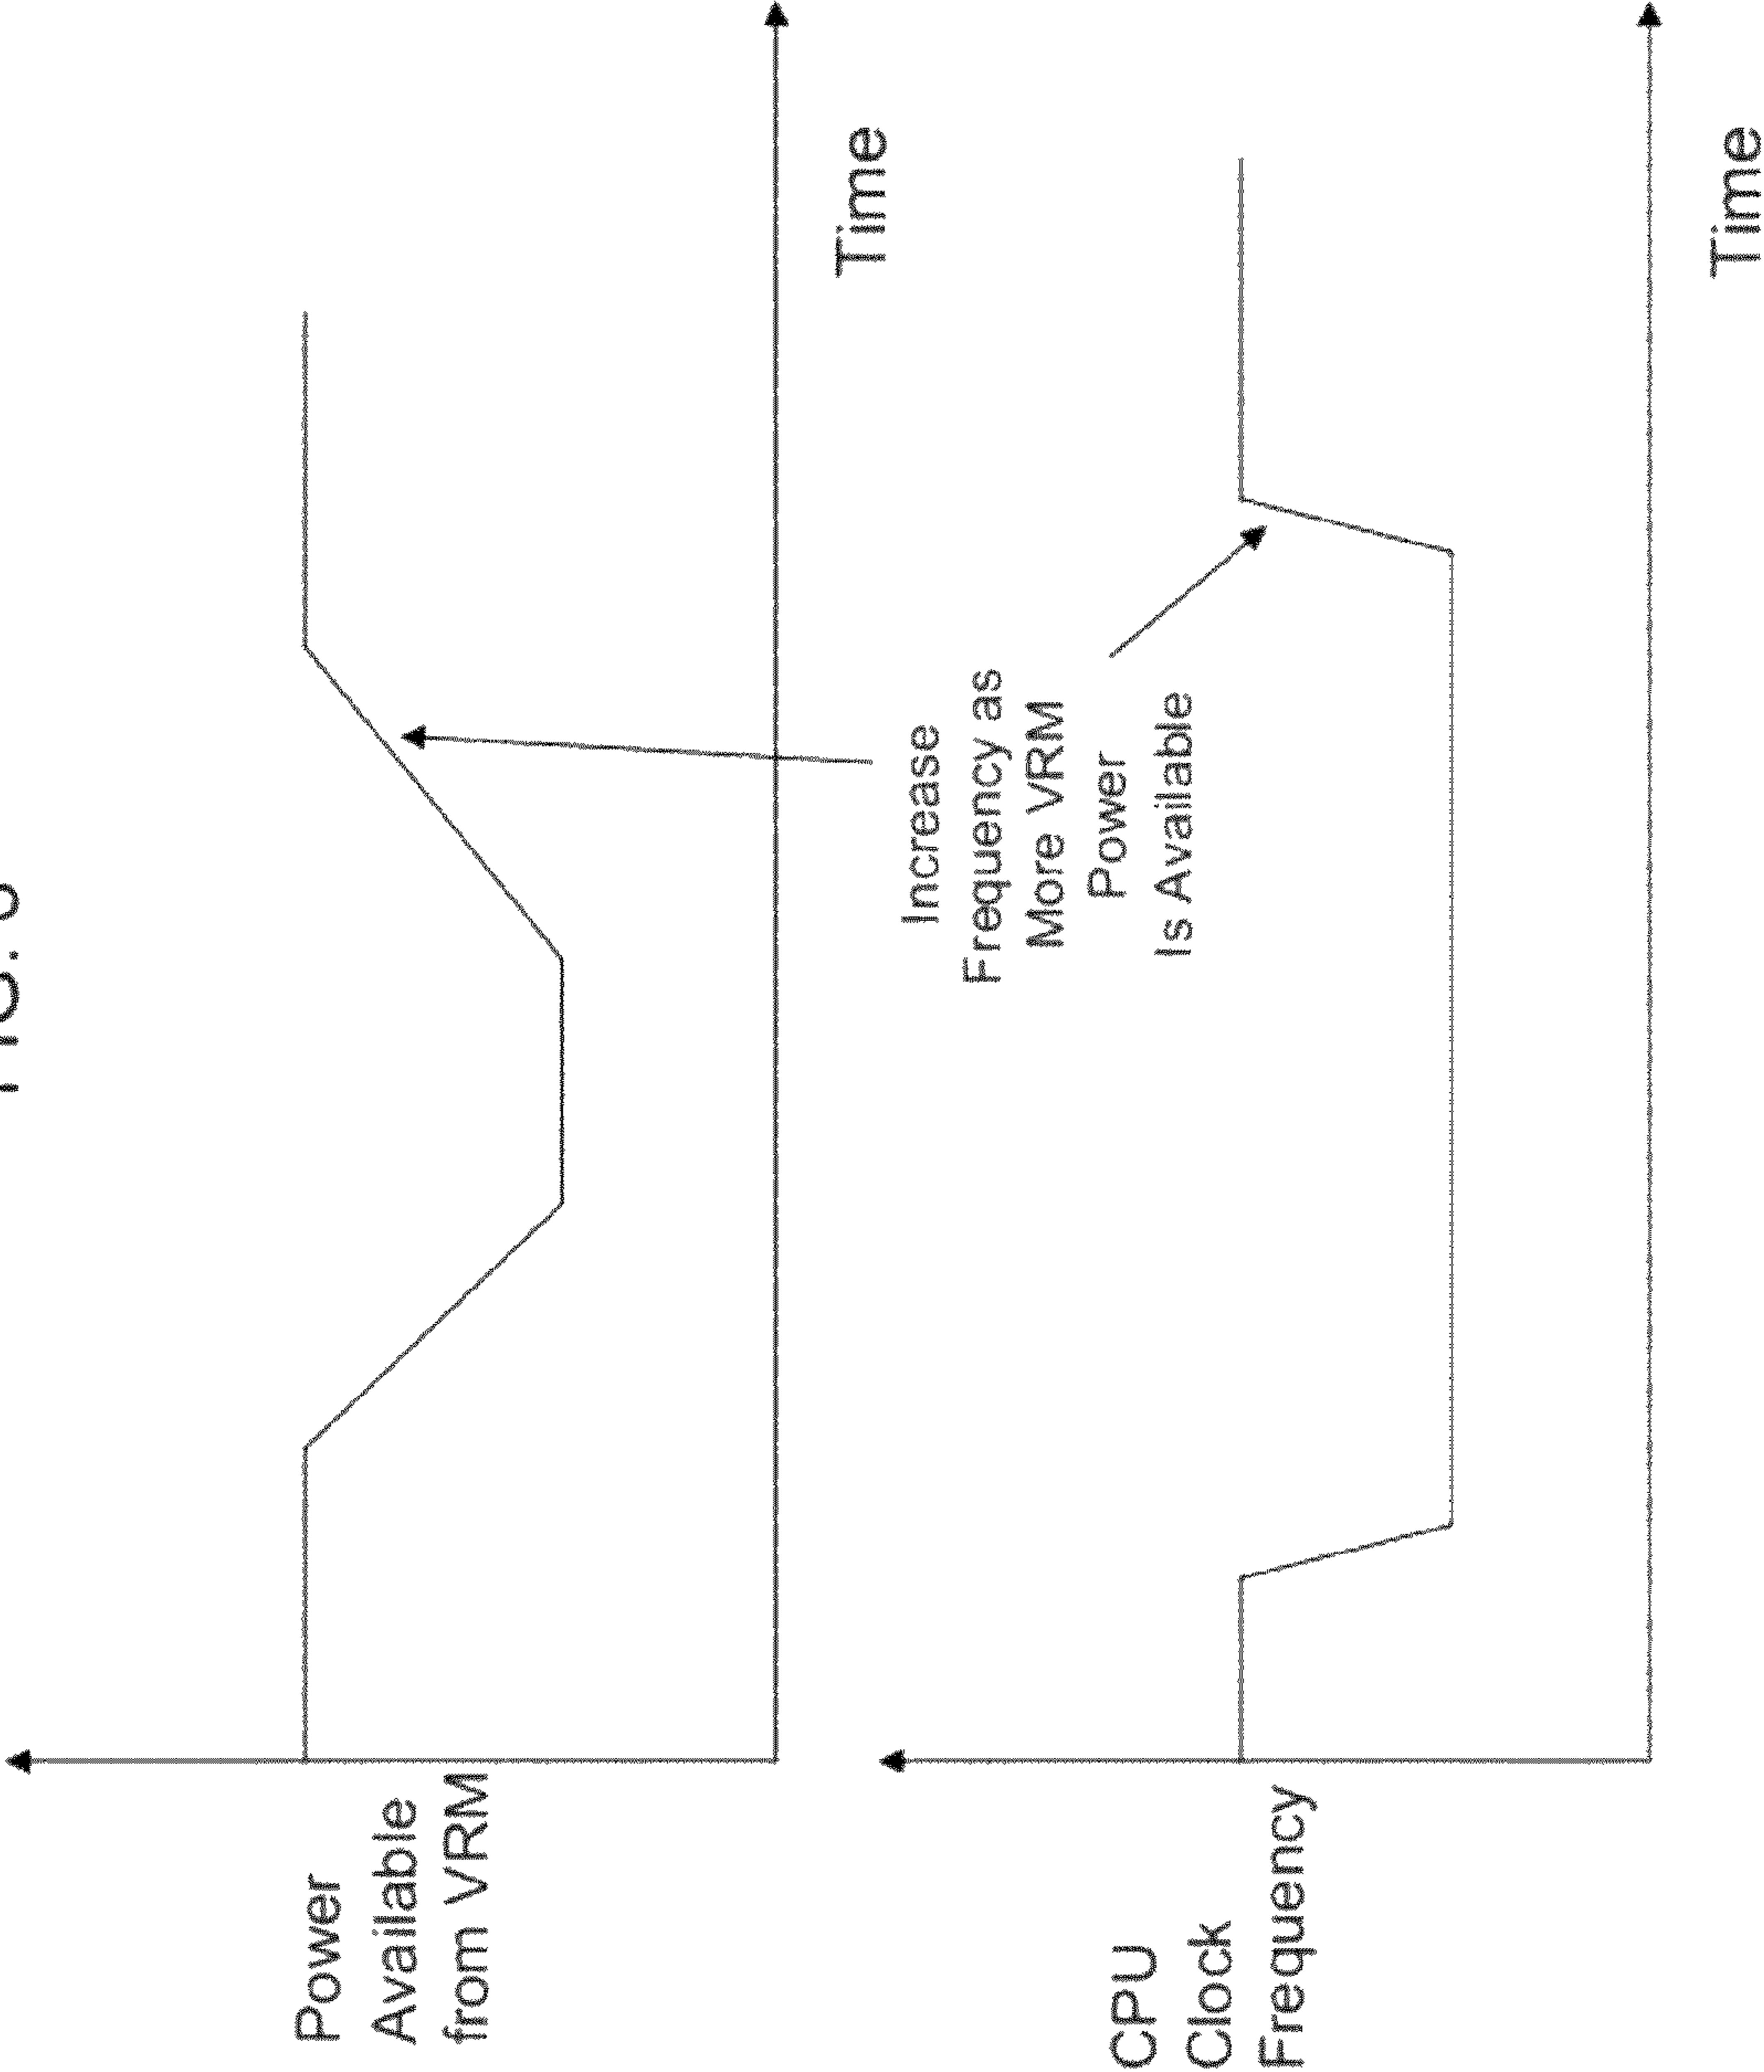 Power
Available
from VRM
Time
Increase
Frequency as
More VRM
Power
Is Available
CPU
Clock
Frequency
Time